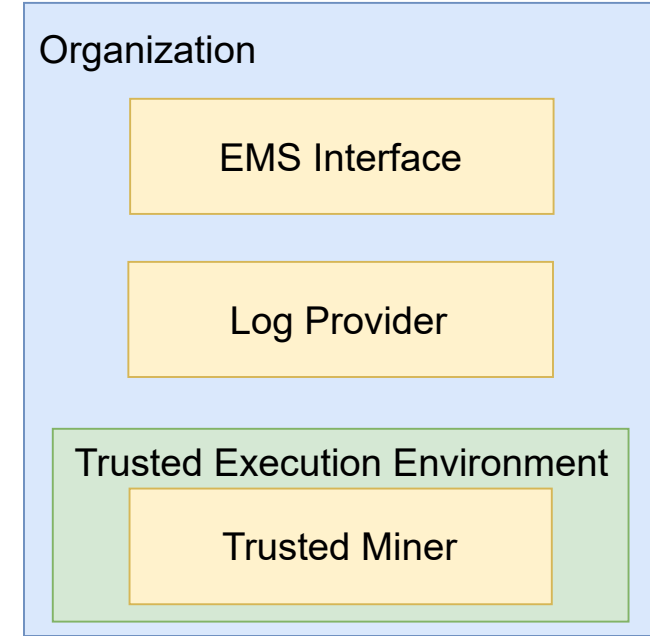 Organization
EMS Interface
Log Provider
Trusted Execution Environment
Trusted Miner